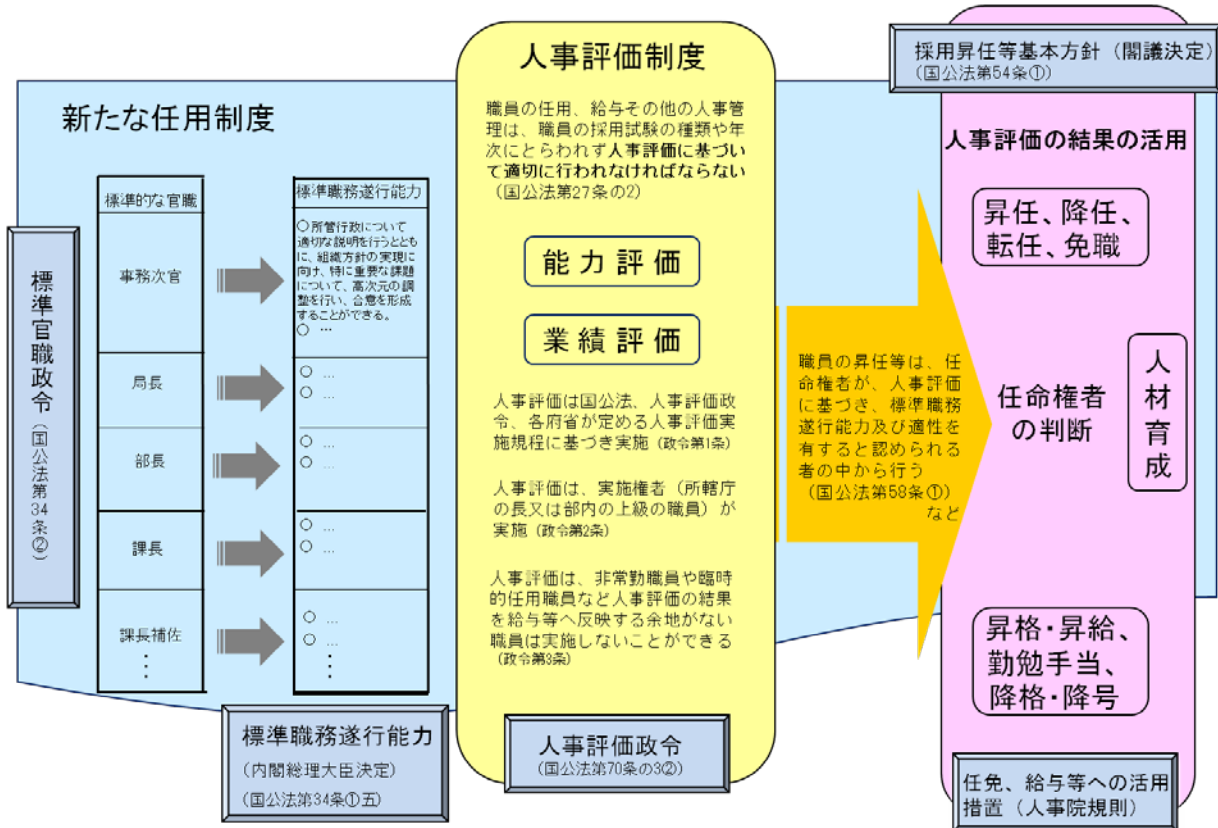 新たな任用制度
標準官職政令(国公法第34条②)
標準的な官職
事務次官
局長
部長
課長
課長補佐
⋮
標準職務遂行能力
○所管行政について
適切な説明を行うととも
に、組織方針の実現に
向け、特に重要な課題
について、高次元の調
整を行い、合意を形成
することができる。
○ …
○ …
○ …
○ …
○ …
○ …
○ …
○ …
○ …
⋮
標準職務遂行能力
(内閣総理大臣決定)
(国公法第34条①五)
人事評価制度
職員の任用、給与その他の人事管
理は、職員の採用試験の種類や年
次にとらわれず人事評価に基づい
て適切に行われなければならない
(国公法第27条の2)
能力評価
業績評価
人事評価は国公法、人事評価政
令、各府省が定める人事評価実
施規程に基づき実施(政令第1条)
人事評価は、実施権者(所轄庁
の長又は部内の上級の職員)が
実施(政令第2条)
人事評価は、非常勤職員や臨時
的任用職員など人事評価の結果
を給与等へ反映する余地がない
職員は実施しないことができる
(政令第3条)
人事評価政令
(国公法第70条の3②)
職員の昇任等は、任
命権者が、人事評価
に基づき、標準職務
遂行能力及び適性を
有すると認められる
者の中から行う
(国公法第58条①)
など
採用昇任等基本方針(閣議決定)
(国公法第54条①)
人事評価の結果の活用
昇任、降任、
転任、免職
任命権者
の判断
人材育成
昇格・昇給、
勤勉手当、
降格・降号
任免、給与等への活用
措置(人事院規則)